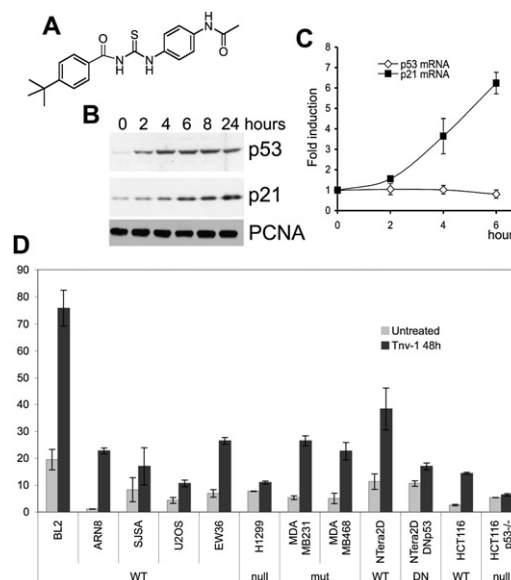 A
O
S
N
H
N
H
H
N
O
B
0 2 4 6 8 24 hours
p53
p21
PCNA
C
p53 mRNA
p21 mRNA
Fold induction
8
7
6
5
4
3
2
1
0
0 2 4 6
hour
D
90
80
70
60
50
40
30
20
10
0
Untreated
Tnv-1 48h
BL2
ARN8
SJSA
U2OS
EW36
H1299
MDA
MB231
MDA
MB468
NTera2D
NTera2D
DNp53
HCT116
HCT116
p53-/-
WT null mut WT DN WT null